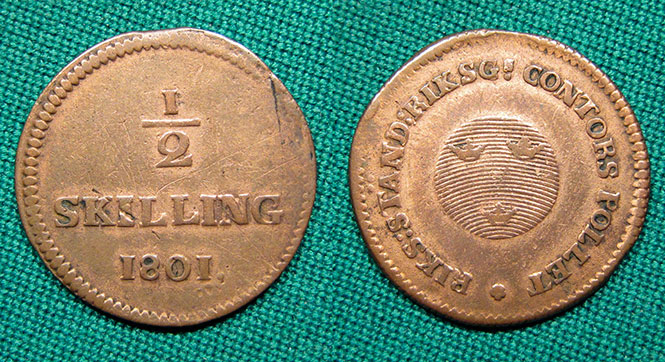 1
2
SKILLING
1801.
RIKS:STAND:RIKSG! CONTORS POLLET